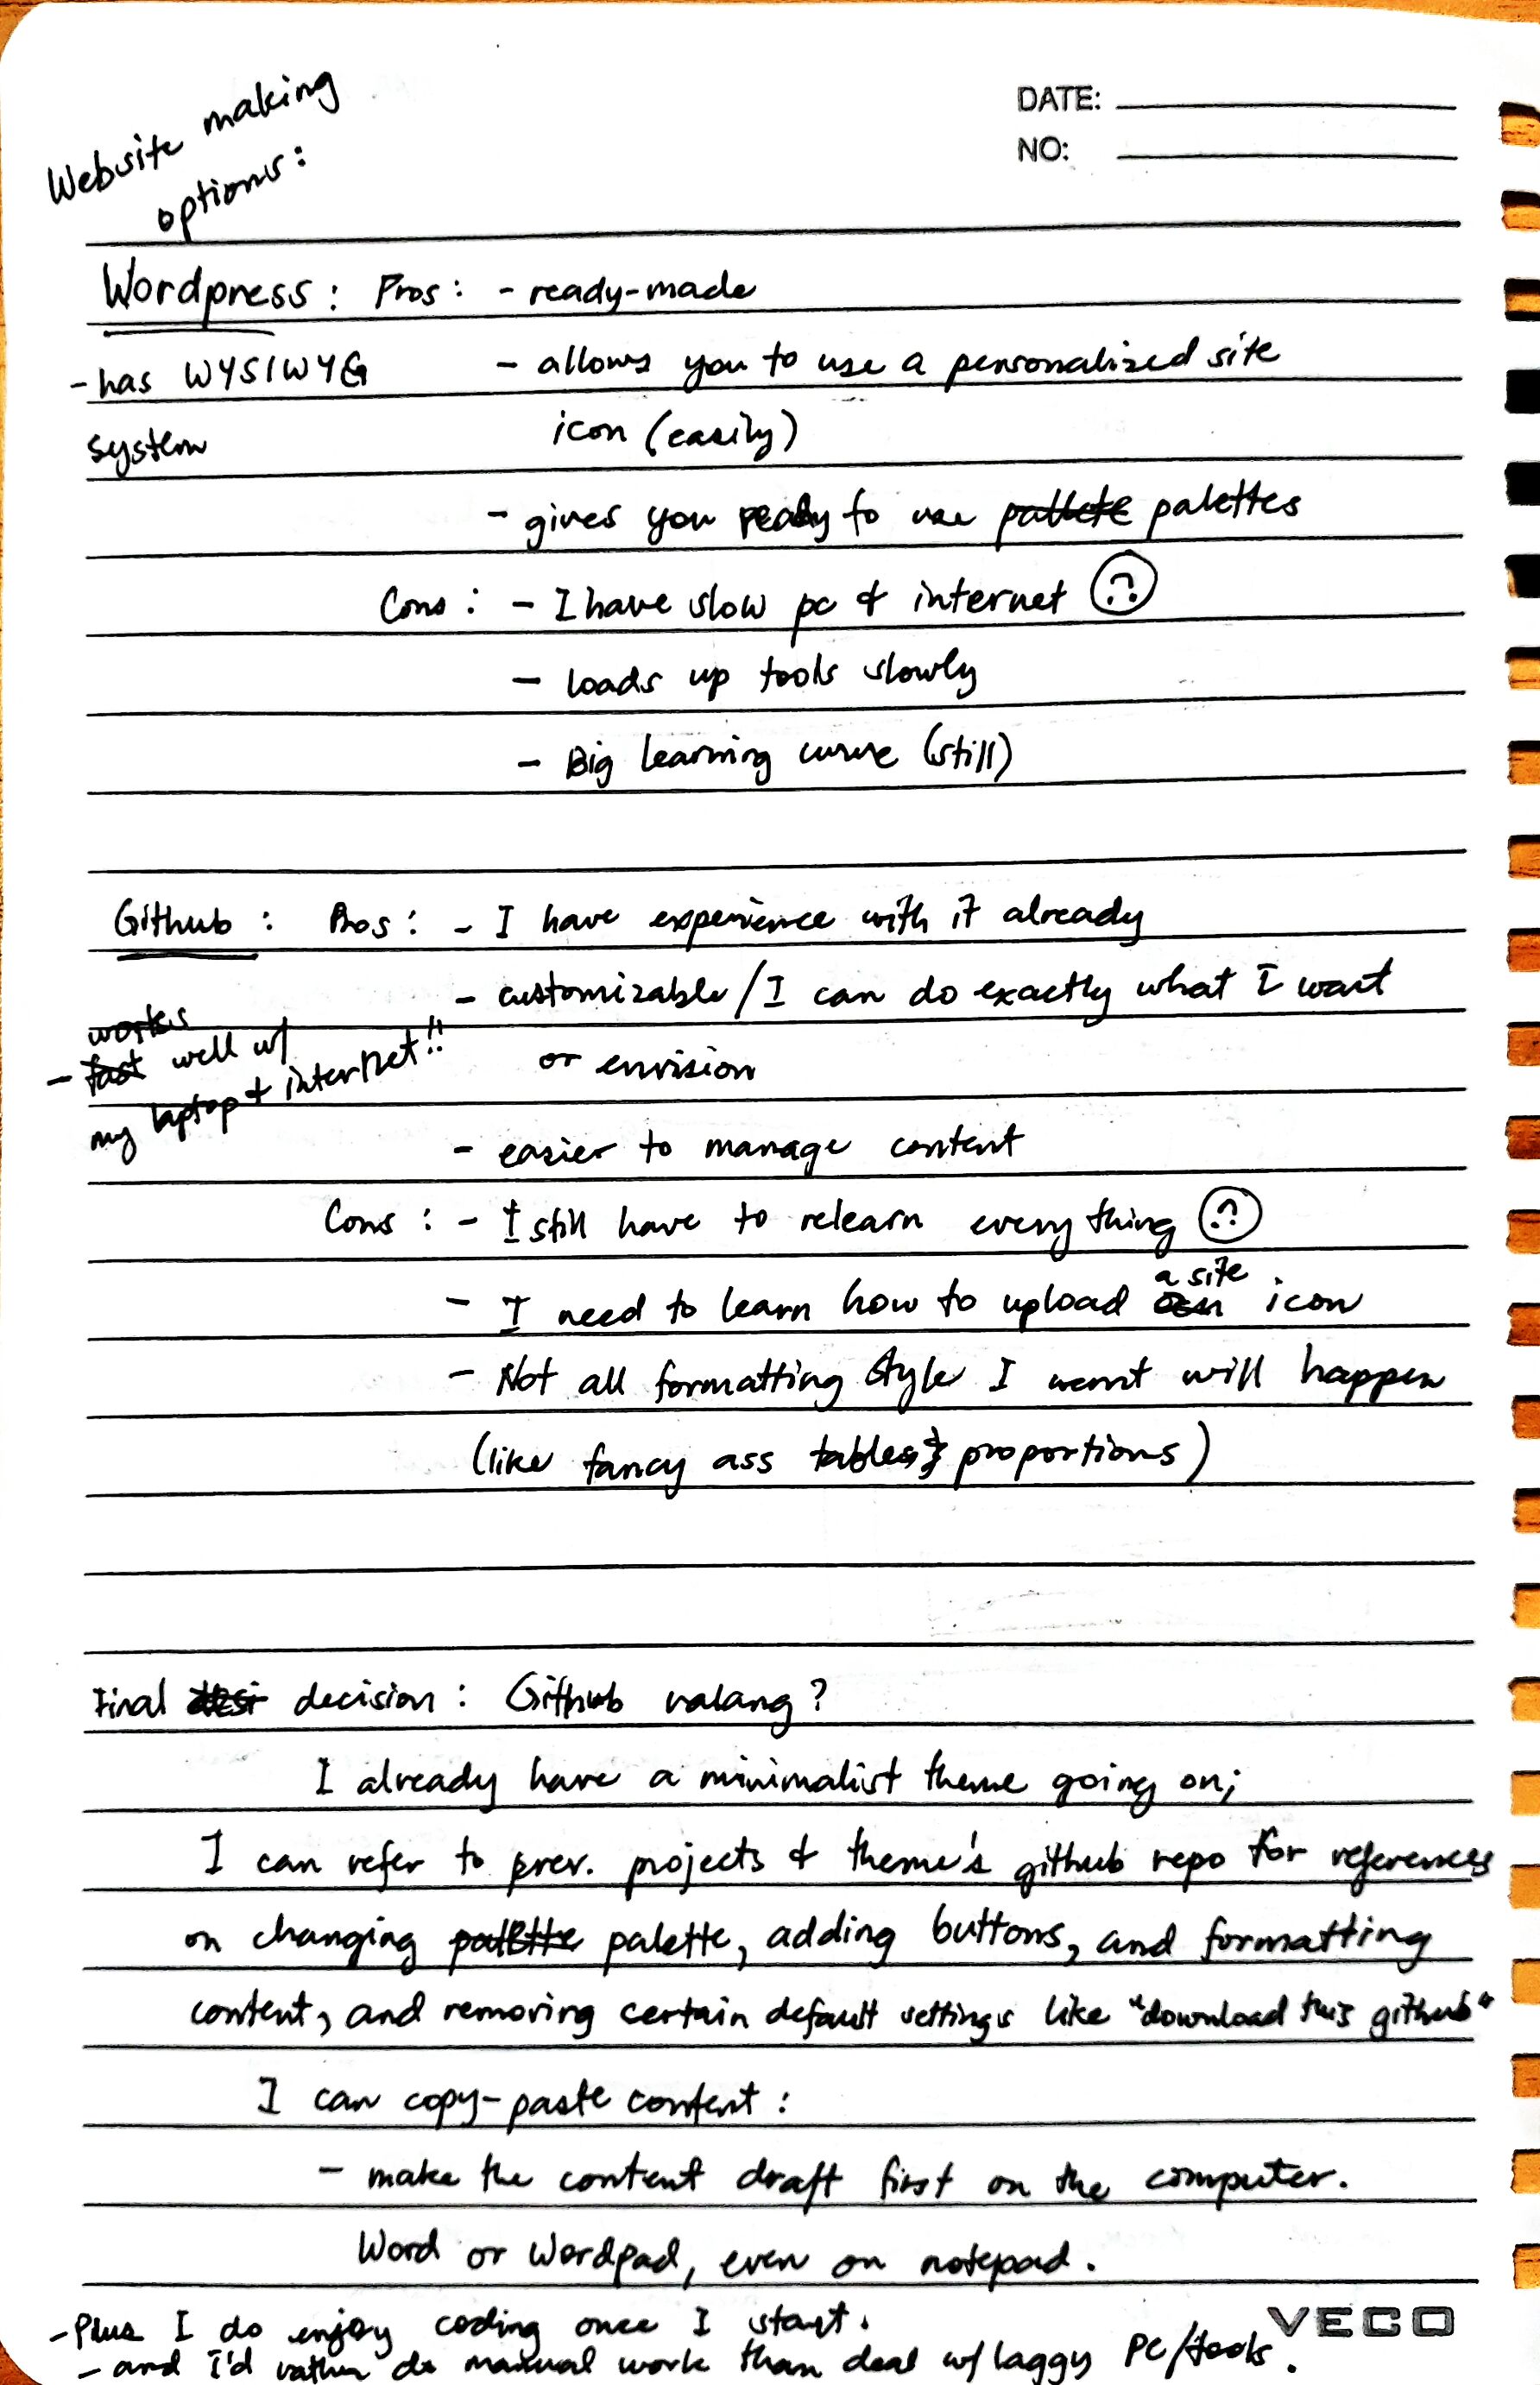 Website making
options:
DATE:
NO:
Wordpress: Pros: - ready-made
- has WYSIWYG
system
- allows you to use a personalized site
icon (easily)
- gives you ready to use pallete palettes
Cons: - I have slow pc & internet
- loads up tools slowly
- Big learning curve (still)
Github: Pros: - I have experience with it already
- customizable/I can do exactly what I want
or envision
works
- fast well w/
my laptop & internet!!
- easier to manage content
Cons: - I still have to relearn everything
- I need to learn how to upload a site icon
- Not all formatting style I want will happen
(like fancy ass tables & proportions)
Final desi decision: Github nalang?
I already have a minimalist theme going on;
I can refer to prev. projects & theme's github repo for references
on changing palette, adding buttons, and formatting
content, and removing certain default settings like "download this github"
I can copy-paste content:
- make the content draft first on the computer.
Word or Wordpad, even on notepad.
- Plus I do enjoy coding once I start.
- and I'd rather do manual work than deal w/ laggy PC/tools.
VECO